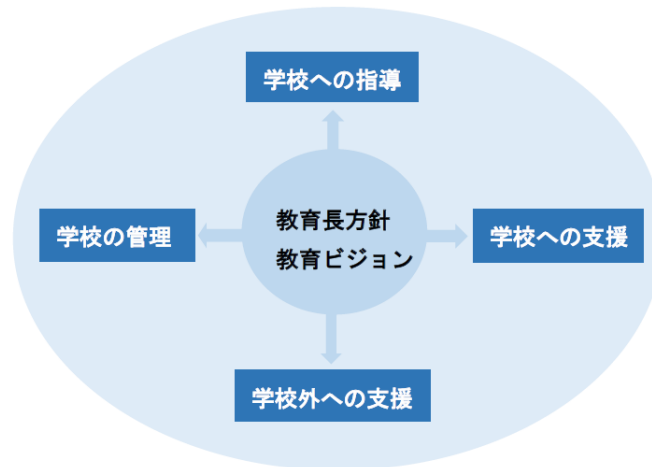 学校への指導
学校の管理
教育長方針
教育ビジョン
学校への支援
学校外への支援